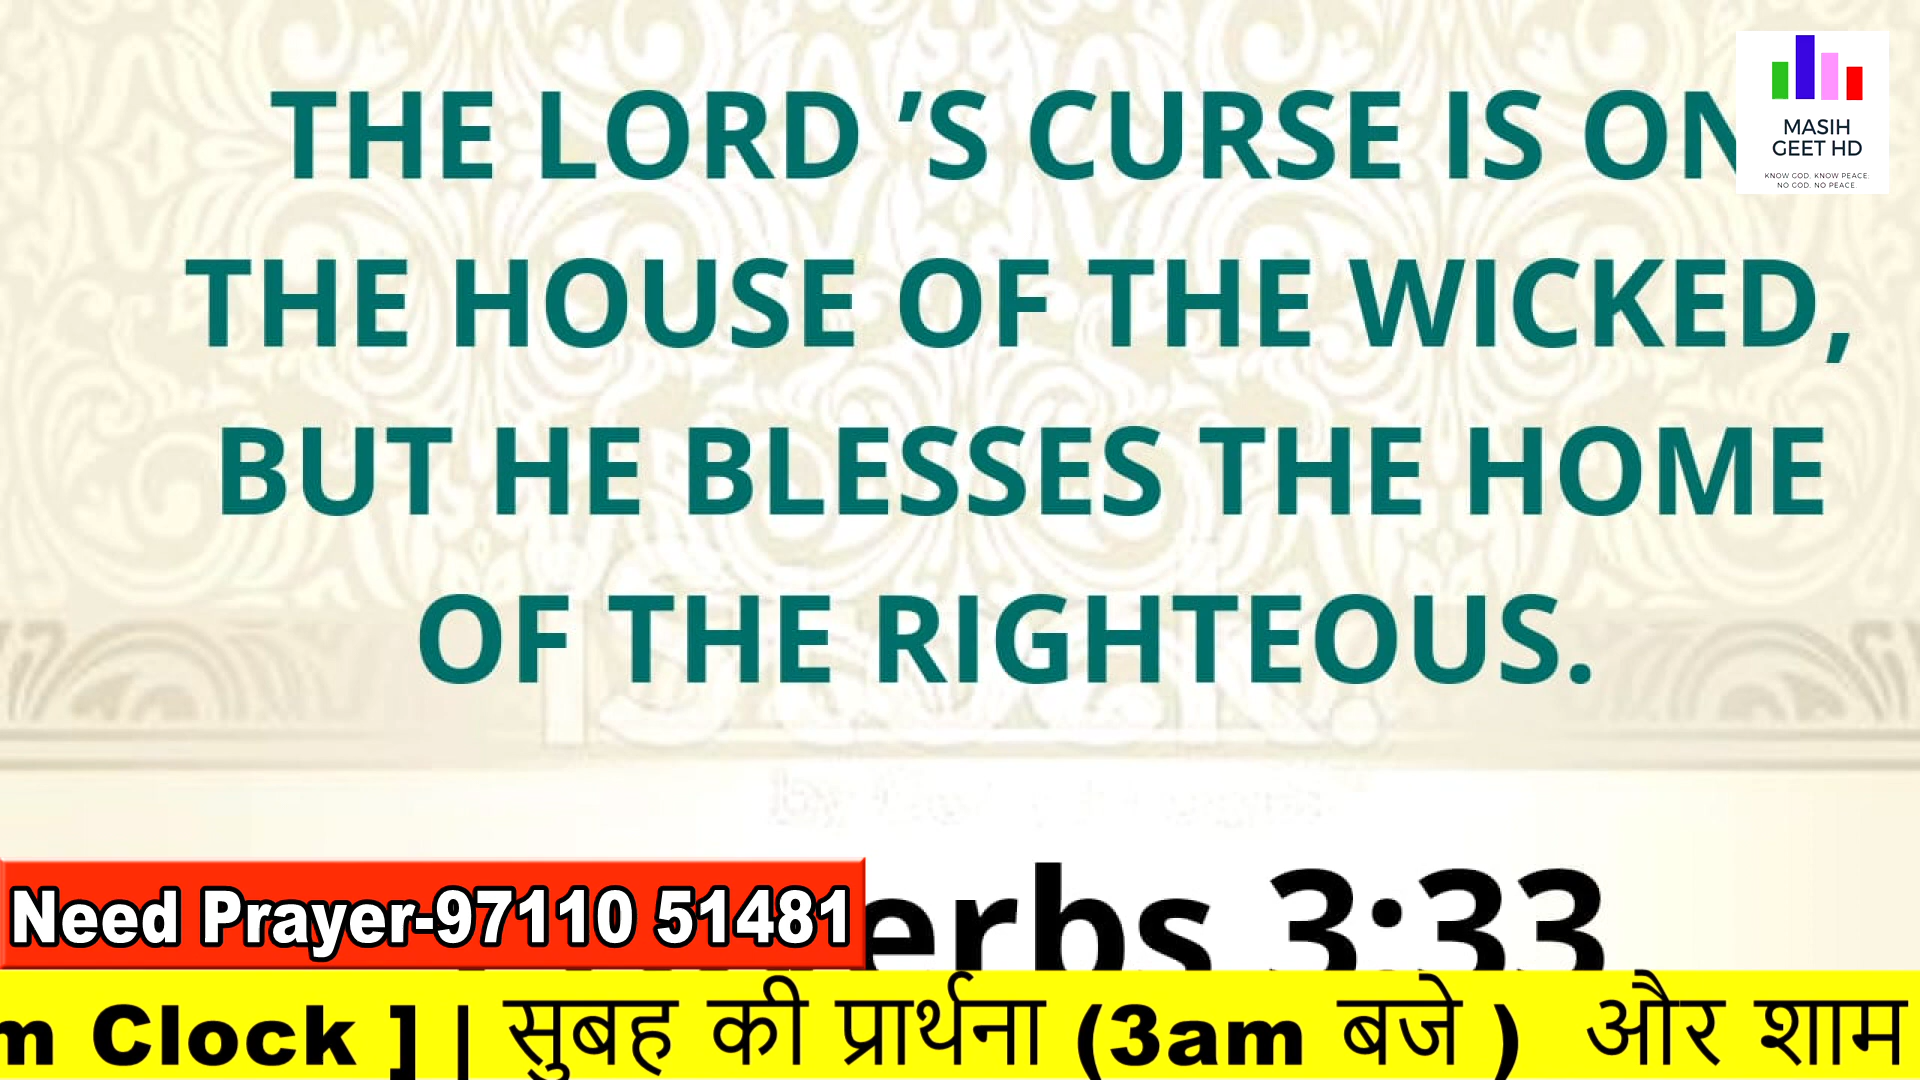 THE LORD ’S CURSE IS ON
THE HOUSE OF THE WICKED,
BUT HE BLESSES THE HOME
OF THE RIGHTEOUS.
MASIH
GEET HD
KNOW GOD. KNOW PEACE.
NO GOD. NO PEACE.
erbs 3:33
Need Prayer-97110 51481
m Clock ] | सुबह की प्रार्थना (3am बजे ) और शाम